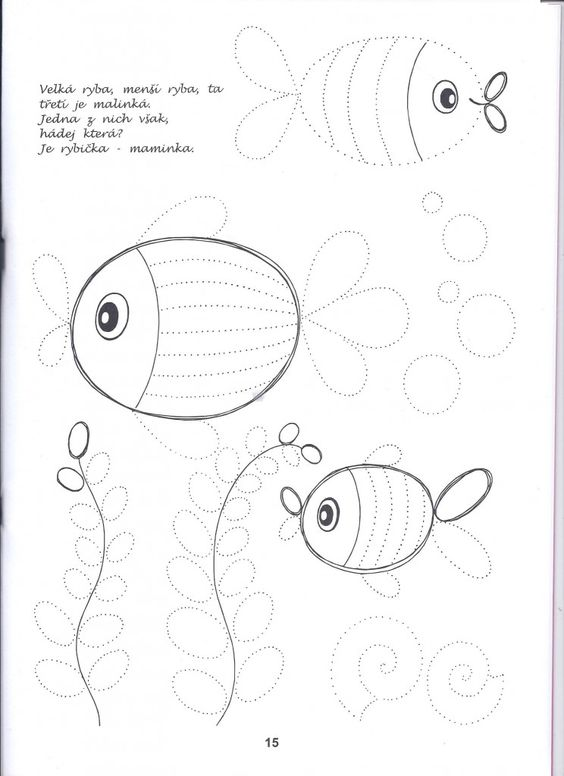 Velká ryba, menší ryba, ta
třetí je malinká.
Jedna z nich však,
hádej která?
Je rybička - maminka.
15